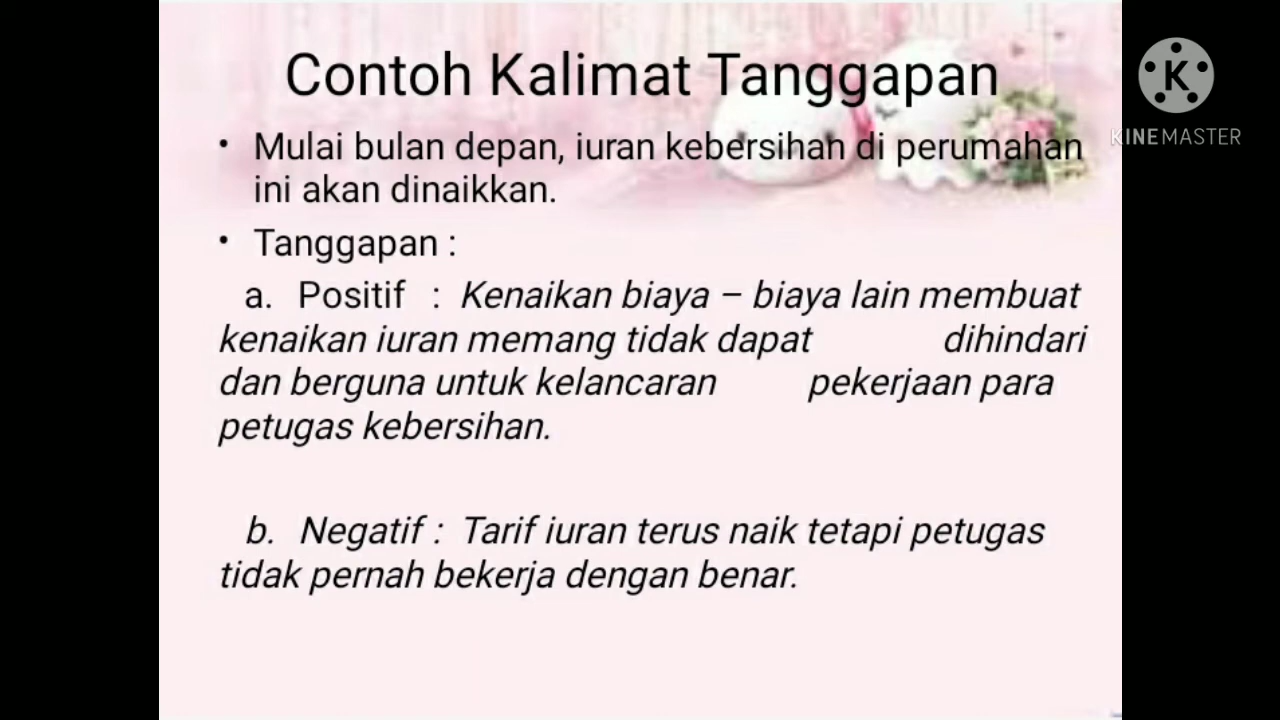 Contoh Kalimat Tanggapan
• Mulai bulan depan, iuran kebersihan di perumahan
ini akan dinaikkan.
• Tanggapan :
a. Positif : Kenaikan biaya – biaya lain membuat
kenaikan iuran memang tidak dapat dihindari
dan berguna untuk kelancaran pekerjaan para
petugas kebersihan.
b. Negatif : Tarif iuran terus naik tetapi petugas
tidak pernah bekerja dengan benar.
K
KINEMASTER